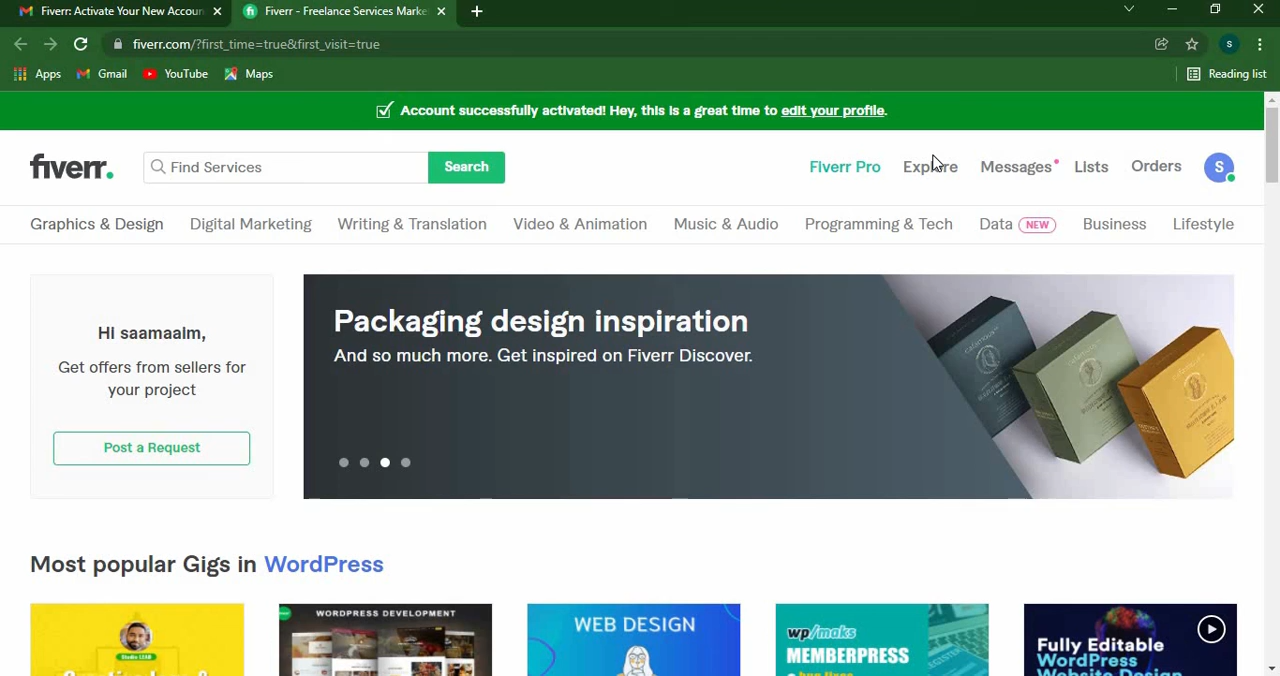 Fiverr: Activate Your New Accoun
Fiverr - Freelance Services Marke
fiverr.com/?first_time=true&first_visit=true
S
Apps
Gmail
YouTube
Maps
Reading list
Account successfully activated! Hey, this is a great time to edit your profile.
fiverr.
Find Services
Search
Fiverr Pro
Explore
Messages
Lists
Orders
S
Graphics & Design
Digital Marketing
Writing & Translation
Video & Animation
Music & Audio
Programming & Tech
Data NEW
Business
Lifestyle
Hi saamaalm,
Get offers from sellers for
your project
Post a Request
Packaging design inspiration
And so much more. Get inspired on Fiverr Discover.
Most popular Gigs in WordPress
Studio LEAD
WORDPRESS DEVELOPMENT
WEB DESIGN
wp/maks
MEMBERPRESS
Fully Editable
WordPress
Website Design